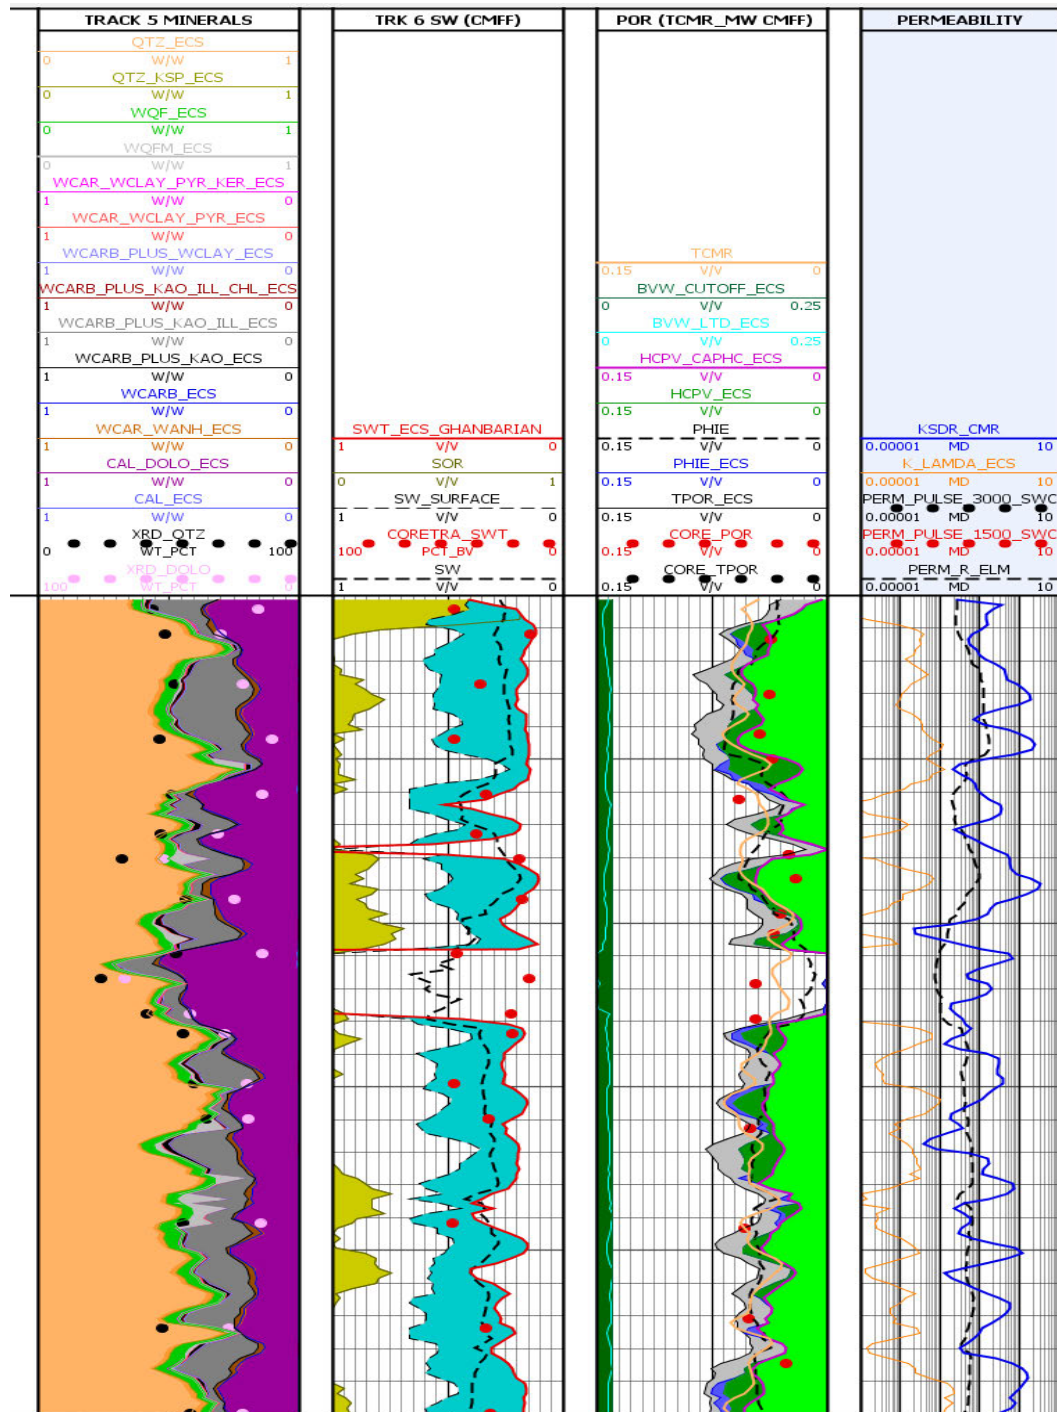 TRACK 5 MINERALS
QTZ_ECS
0 W/W 1
QTZ_KSP_ECS
0 W/W 1
WQF_ECS
0 W/W 1
WQFM_ECS
0 W/W 1
WCAR_WCLAY_PYR_KER_ECS
1 W/W 0
WCAR_WCLAY_PYR_ECS
1 W/W 0
WCARB_PLUS_WCLAY_ECS
1 W/W 0
WCARB_PLUS_KAO_ILL_CHL_ECS
1 W/W 0
WCARB_PLUS_KAO_ILL_ECS
1 W/W 0
WCARB_PLUS_KAO_ECS
1 W/W 0
WCARB_ECS
1 W/W 0
WCAR_WANH_ECS
1 W/W 0
CAL_DOLO_ECS
1 W/W 0
CAL_ECS
1 W/W 0
XRD_QTZ
0 WT_PCT 100
XRD_DOLO
100 WT_PCT 0
TRK 6 SW (CMFF)
SWT_ECS_GHANBARIAN
1 V/V 0
SOR
0 V/V 1
SW_SURFACE
1 V/V 0
CORETRA_SWT
100 PCT_BV 0
SW
1 V/V 0
POR (TCMR_MW CMFF)
TCMR
0.15 V/V 0
BVW_CUTOFF_ECS
0 V/V 0.25
BVW_LTD_ECS
0 V/V 0.25
HCPV_CAPHC_ECS
0.15 V/V 0
HCPV_ECS
0.15 V/V 0
PHIE
0.15 V/V 0
PHIE_ECS
0.15 V/V 0
TPOR_ECS
0.15 V/V 0
CORE_POR
0.15 V/V 0
CORE_TPOR
0.15 V/V 0
PERMEABILITY
KSDR_CMR
0.00001 MD 10
K_LAMDA_ECS
0.00001 MD 10
PERM_PULSE_3000_SWC
0.00001 MD 10
PERM_PULSE_1500_SWC
0.00001 MD 10
PERM_R_ELM
0.00001 MD 10